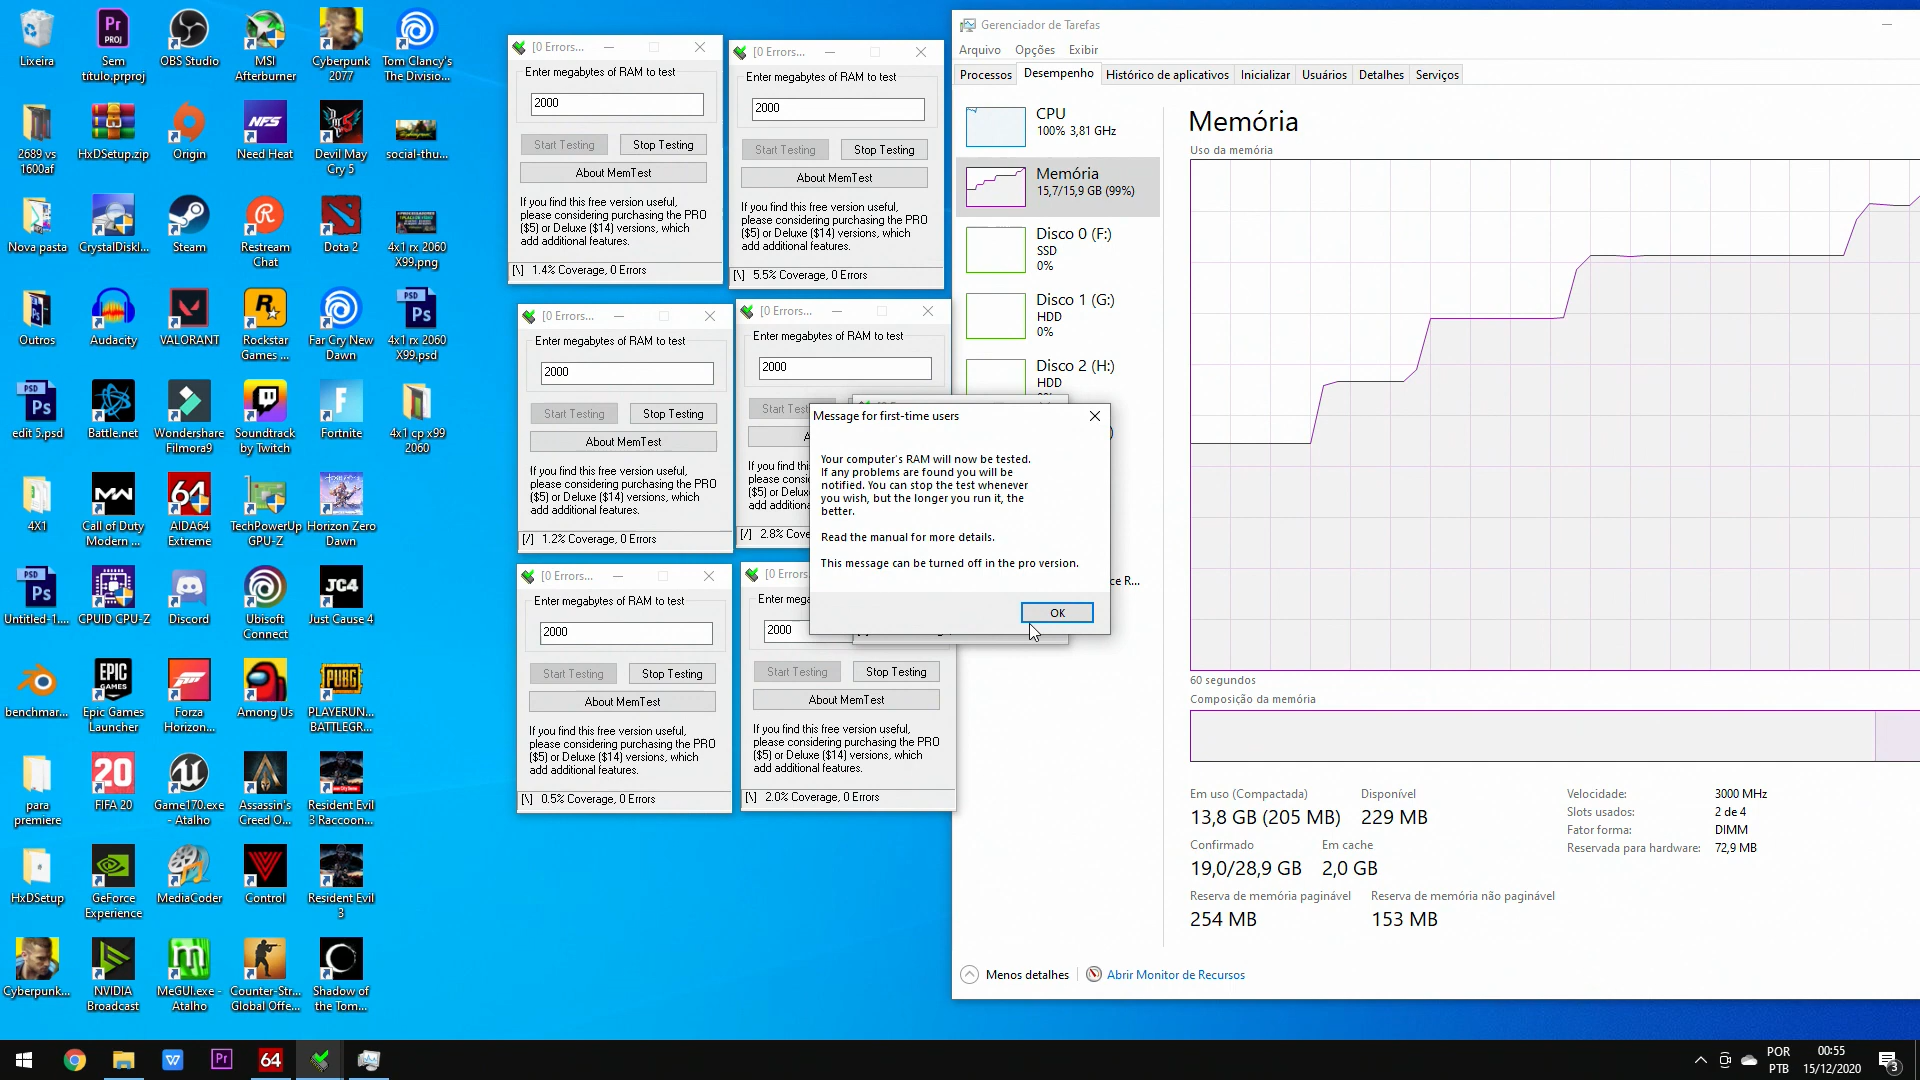 Lixeira
Sem título.prproj
OBS Studio
MSI Afterburner
Cyberpunk 2077
Tom Clancy's The Divisio...
2689 vs 1600af
HxDSetup.zip
Origin
Need Heat
Devil May Cry 5
social-thu...
Nova pasta
CrystalDiskI...
Steam
Restream Chat
Dota 2
4x1 rx 2060 X99.png
Outros
Audacity
VALORANT
Rockstar Games ...
Far Cry New Dawn
4x1 rx 2060 X99.psd
edit 5.psd
Battle.net
Wondershare Filmora9
Soundtrack by Twitch
Fortnite
4x1 cp x99 2060
4X1
Call of Duty Modern ...
AIDA64 Extreme
TechPowerUp GPU-Z
Horizon Zero Dawn
Untitled-1....
CPUID CPU-Z
Discord
Ubisoft Connect
Just Cause 4
benchmar...
Epic Games Launcher
Forza Horizon...
Among Us
PLAYERUN... BATTLEGR...
para premiere
FIFA 20
Game170.exe - Atalho
Assassin's Creed O...
Resident Evil 3 Raccoon...
HxDSetup
GeForce Experience
MediaCoder
Control
Resident Evil 3
Cyberpunk...
NVIDIA Broadcast
MeGUI.exe - Atalho
Counter-Str... Global Offe...
Shadow of the Tom...
[0 Errors...
Enter megabytes of RAM to test
2000
Start Testing
Stop Testing
About MemTest
If you find this free version useful,
please considering purchasing the PRO
($5) or Deluxe ($14) versions, which
add additional features.
[\] 1.4% Coverage, 0 Errors
[0 Errors...
Enter megabytes of RAM to test
2000
Start Testing
Stop Testing
About MemTest
If you find this free version useful,
please considering purchasing the PRO
($5) or Deluxe ($14) versions, which
add additional features.
[\] 5.5% Coverage, 0 Errors
[0 Errors...
Enter megabytes of RAM to test
2000
Start Testing
Stop Testing
About MemTest
If you find this free version useful,
please considering purchasing the PRO
($5) or Deluxe ($14) versions, which
add additional features.
[/] 1.2% Coverage, 0 Errors
[0 Errors...
Enter megabytes of RAM to test
2000
Start Testi
A
If you find thi
please consi
($5) or Delux
add additiona
[/] 2.8% Cove
Message for first-time users
Your computer's RAM will now be tested.
If any problems are found you will be
notified. You can stop the test whenever
you wish, but the longer you run it, the
better.
Read the manual for more details.
This message can be turned off in the pro version.
OK
[0 Errors...
Enter megabytes of RAM to test
2000
Start Testing
Stop Testing
About MemTest
If you find this free version useful,
please considering purchasing the PRO
($5) or Deluxe ($14) versions, which
add additional features.
[\] 0.5% Coverage, 0 Errors
[0 Errors
Enter mega
2000
Start Testing
Stop Testing
About MemTest
If you find this free version useful,
please considering purchasing the PRO
($5) or Deluxe ($14) versions, which
add additional features.
[\] 2.0% Coverage, 0 Errors
Gerenciador de Tarefas
Arquivo Opções Exibir
Processos Desempenho Histórico de aplicativos Inicializar Usuários Detalhes Serviços
CPU
100% 3,81 GHz
Memória
15,7/15,9 GB (99%)
Disco 0 (F:)
SSD
0%
Disco 1 (G:)
HDD
0%
Disco 2 (H:)
HDD
ce R...
Memória
Uso da memória
60 segundos
Composição da memória
Em uso (Compactada)
13,8 GB (205 MB)
Disponível
229 MB
Confirmado
19,0/28,9 GB
Em cache
2,0 GB
Reserva de memória paginável
254 MB
Reserva de memória não paginável
153 MB
Velocidade: 3000 MHz
Slots usados: 2 de 4
Fator forma: DIMM
Reservada para hardware: 72,9 MB
Menos detalhes
Abrir Monitor de Recursos
64
POR
PTB
00:55
15/12/2020
3